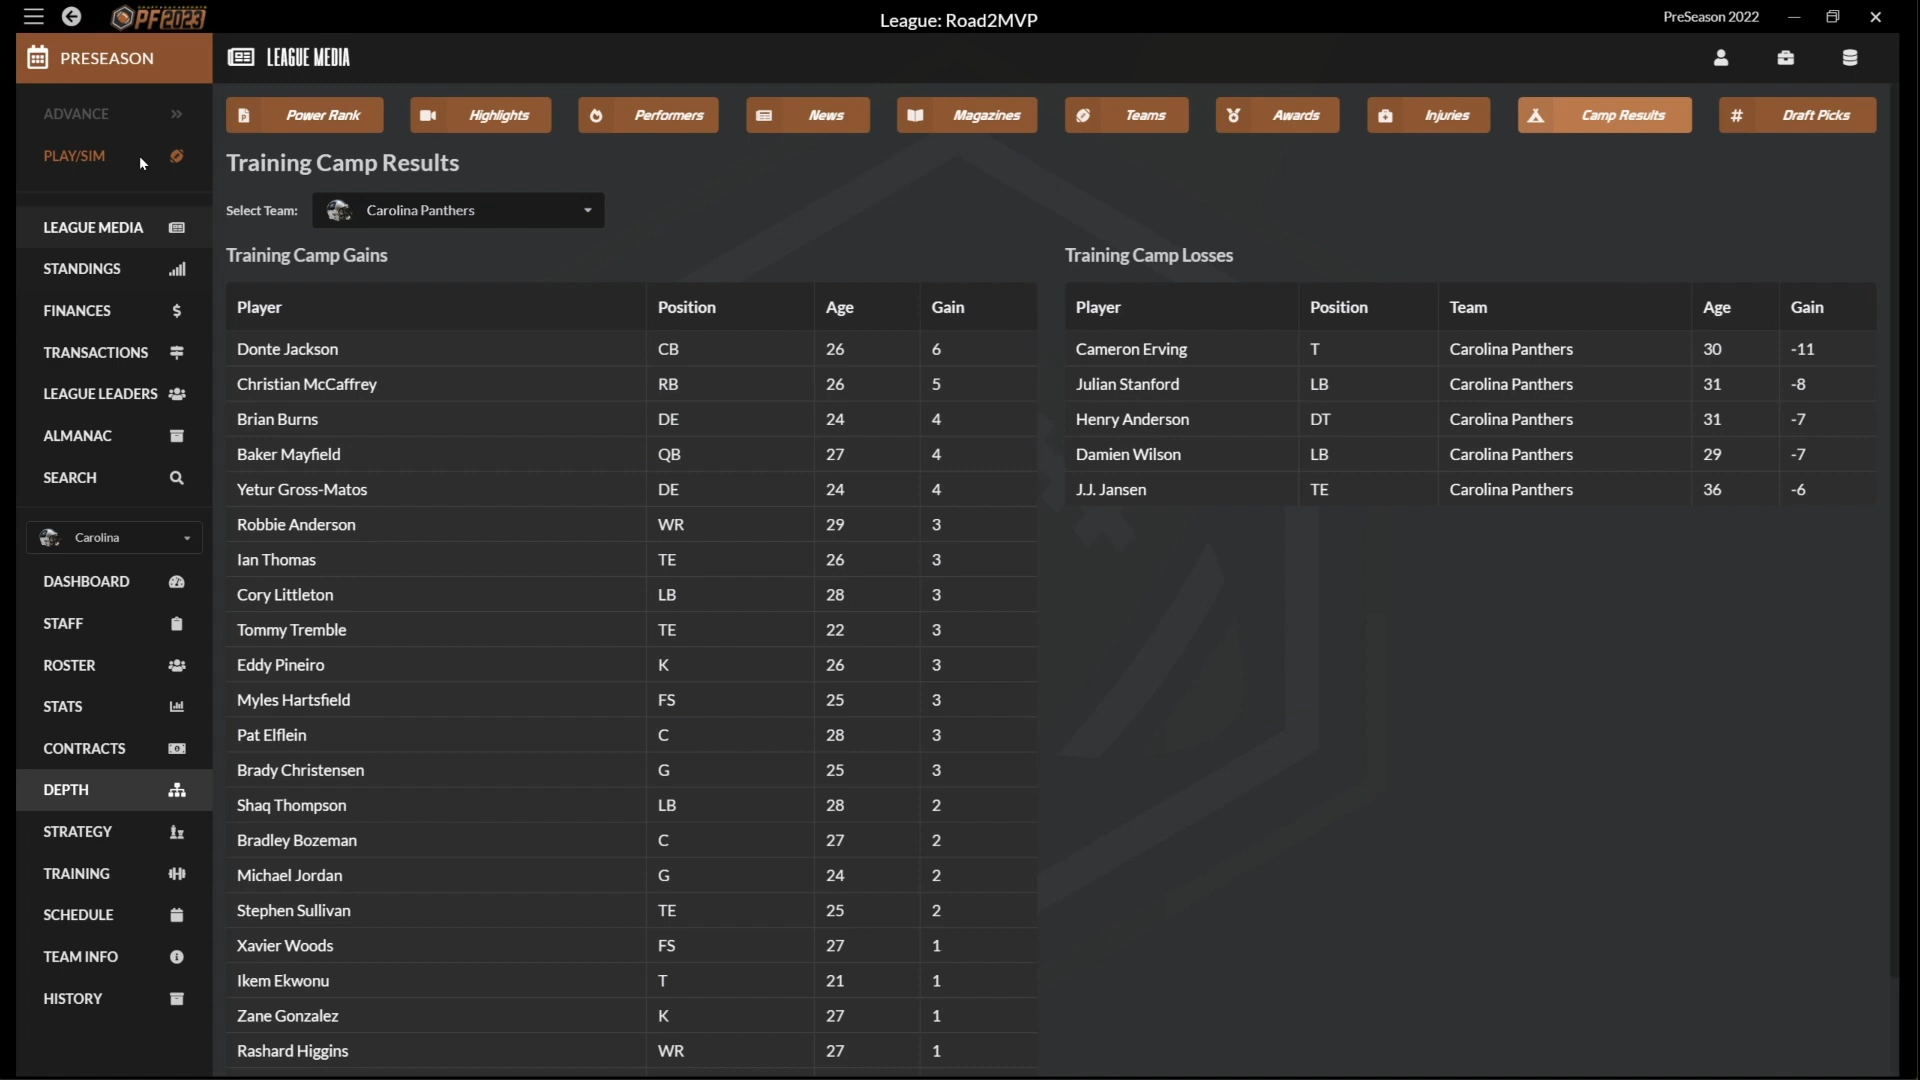 PF2023
League: Road2MVP
PreSeason 2022
PRESEASON
LEAGUE MEDIA
ADVANCE
PLAY/SIM
LEAGUE MEDIA
STANDINGS
FINANCES
TRANSACTIONS
LEAGUE LEADERS
ALMANAC
SEARCH
Carolina
DASHBOARD
STAFF
ROSTER
STATS
CONTRACTS
DEPTH
STRATEGY
TRAINING
SCHEDULE
TEAM INFO
HISTORY
Power Rank Highlights Performers News Magazines Teams Awards Injuries Camp Results Draft Picks
Training Camp Results
Select Team: Carolina Panthers
Training Camp Gains
Player Position Age Gain
Donte Jackson CB 26 6
Christian McCaffrey RB 26 5
Brian Burns DE 24 4
Baker Mayfield QB 27 4
Yetur Gross-Matos DE 24 4
Robbie Anderson WR 29 3
Ian Thomas TE 26 3
Cory Littleton LB 28 3
Tommy Tremble TE 22 3
Eddy Pineiro K 26 3
Myles Hartsfield FS 25 3
Pat Elflein C 28 3
Brady Christensen G 25 3
Shaq Thompson LB 28 2
Bradley Bozeman C 27 2
Michael Jordan G 24 2
Stephen Sullivan TE 25 2
Xavier Woods FS 27 1
Ikem Ekwonu T 21 1
Zane Gonzalez K 27 1
Rashard Higgins WR 27 1
Training Camp Losses
Player Position Team Age Gain
Cameron Erving T Carolina Panthers 30 -11
Julian Stanford LB Carolina Panthers 31 -8
Henry Anderson DT Carolina Panthers 31 -7
Damien Wilson LB Carolina Panthers 29 -7
J.J. Jansen TE Carolina Panthers 36 -6